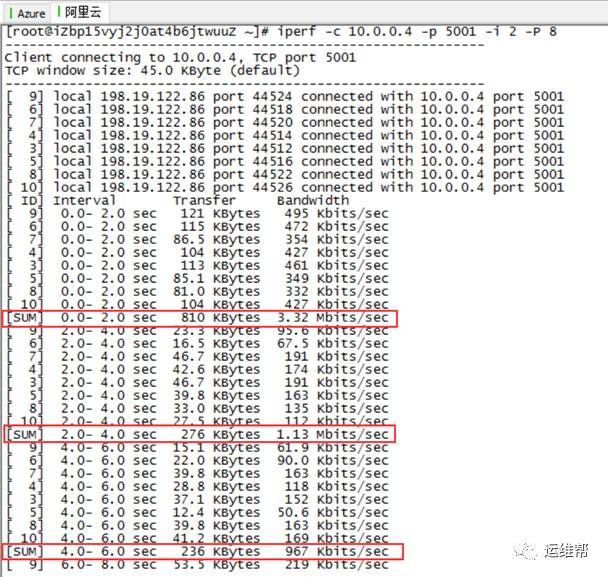 Azure 阿里云
[root@iZbp15vyj2j0at4b6jtwuuZ ~]# iperf -c 10.0.0.4 -p 5001 -i 2 -P 8
------------------------------------------------------------
Client connecting to 10.0.0.4, TCP port 5001
TCP window size: 45.0 KByte (default)
------------------------------------------------------------
[  9] local 198.19.122.86 port 44524 connected with 10.0.0.4 port 5001
[  6] local 198.19.122.86 port 44518 connected with 10.0.0.4 port 5001
[  7] local 198.19.122.86 port 44520 connected with 10.0.0.4 port 5001
[  4] local 198.19.122.86 port 44514 connected with 10.0.0.4 port 5001
[  3] local 198.19.122.86 port 44512 connected with 10.0.0.4 port 5001
[  5] local 198.19.122.86 port 44516 connected with 10.0.0.4 port 5001
[  8] local 198.19.122.86 port 44522 connected with 10.0.0.4 port 5001
[ 10] local 198.19.122.86 port 44526 connected with 10.0.0.4 port 5001
[ ID] Interval       Transfer     Bandwidth
[  9]  0.0- 2.0 sec   121 KBytes   495 Kbits/sec
[  6]  0.0- 2.0 sec   115 KBytes   472 Kbits/sec
[  7]  0.0- 2.0 sec  86.5 KBytes   354 Kbits/sec
[  4]  0.0- 2.0 sec   104 KBytes   427 Kbits/sec
[  3]  0.0- 2.0 sec   113 KBytes   461 Kbits/sec
[  5]  0.0- 2.0 sec  85.1 KBytes   349 Kbits/sec
[  8]  0.0- 2.0 sec  81.0 KBytes   332 Kbits/sec
[ 10]  0.0- 2.0 sec   104 KBytes   427 Kbits/sec
[SUM]  0.0- 2.0 sec   810 KBytes  3.32 Mbits/sec
[  9]  2.0- 4.0 sec  23.3 KBytes  95.6 Kbits/sec
[  6]  2.0- 4.0 sec  16.5 KBytes  67.5 Kbits/sec
[  7]  2.0- 4.0 sec  46.7 KBytes   191 Kbits/sec
[  4]  2.0- 4.0 sec  42.6 KBytes   174 Kbits/sec
[  3]  2.0- 4.0 sec  46.7 KBytes   191 Kbits/sec
[  5]  2.0- 4.0 sec  39.8 KBytes   163 Kbits/sec
[  8]  2.0- 4.0 sec  33.0 KBytes   135 Kbits/sec
[ 10]  2.0- 4.0 sec  27.5 KBytes   112 Kbits/sec
[SUM]  2.0- 4.0 sec   276 KBytes  1.13 Mbits/sec
[  9]  4.0- 6.0 sec  15.1 KBytes  61.9 Kbits/sec
[  6]  4.0- 6.0 sec  22.0 KBytes  90.0 Kbits/sec
[  7]  4.0- 6.0 sec  39.8 KBytes   163 Kbits/sec
[  4]  4.0- 6.0 sec  28.8 KBytes   118 Kbits/sec
[  3]  4.0- 6.0 sec  37.1 KBytes   152 Kbits/sec
[  5]  4.0- 6.0 sec  12.4 KBytes  50.6 Kbits/sec
[  8]  4.0- 6.0 sec  39.8 KBytes   163 Kbits/sec
[ 10]  4.0- 6.0 sec  41.2 KBytes   169 Kbits/sec
[SUM]  4.0- 6.0 sec   236 KBytes   967 Kbits/sec
[  9]  6.0- 8.0 sec  53.5 KBytes   219 Kbits/sec
运维帮